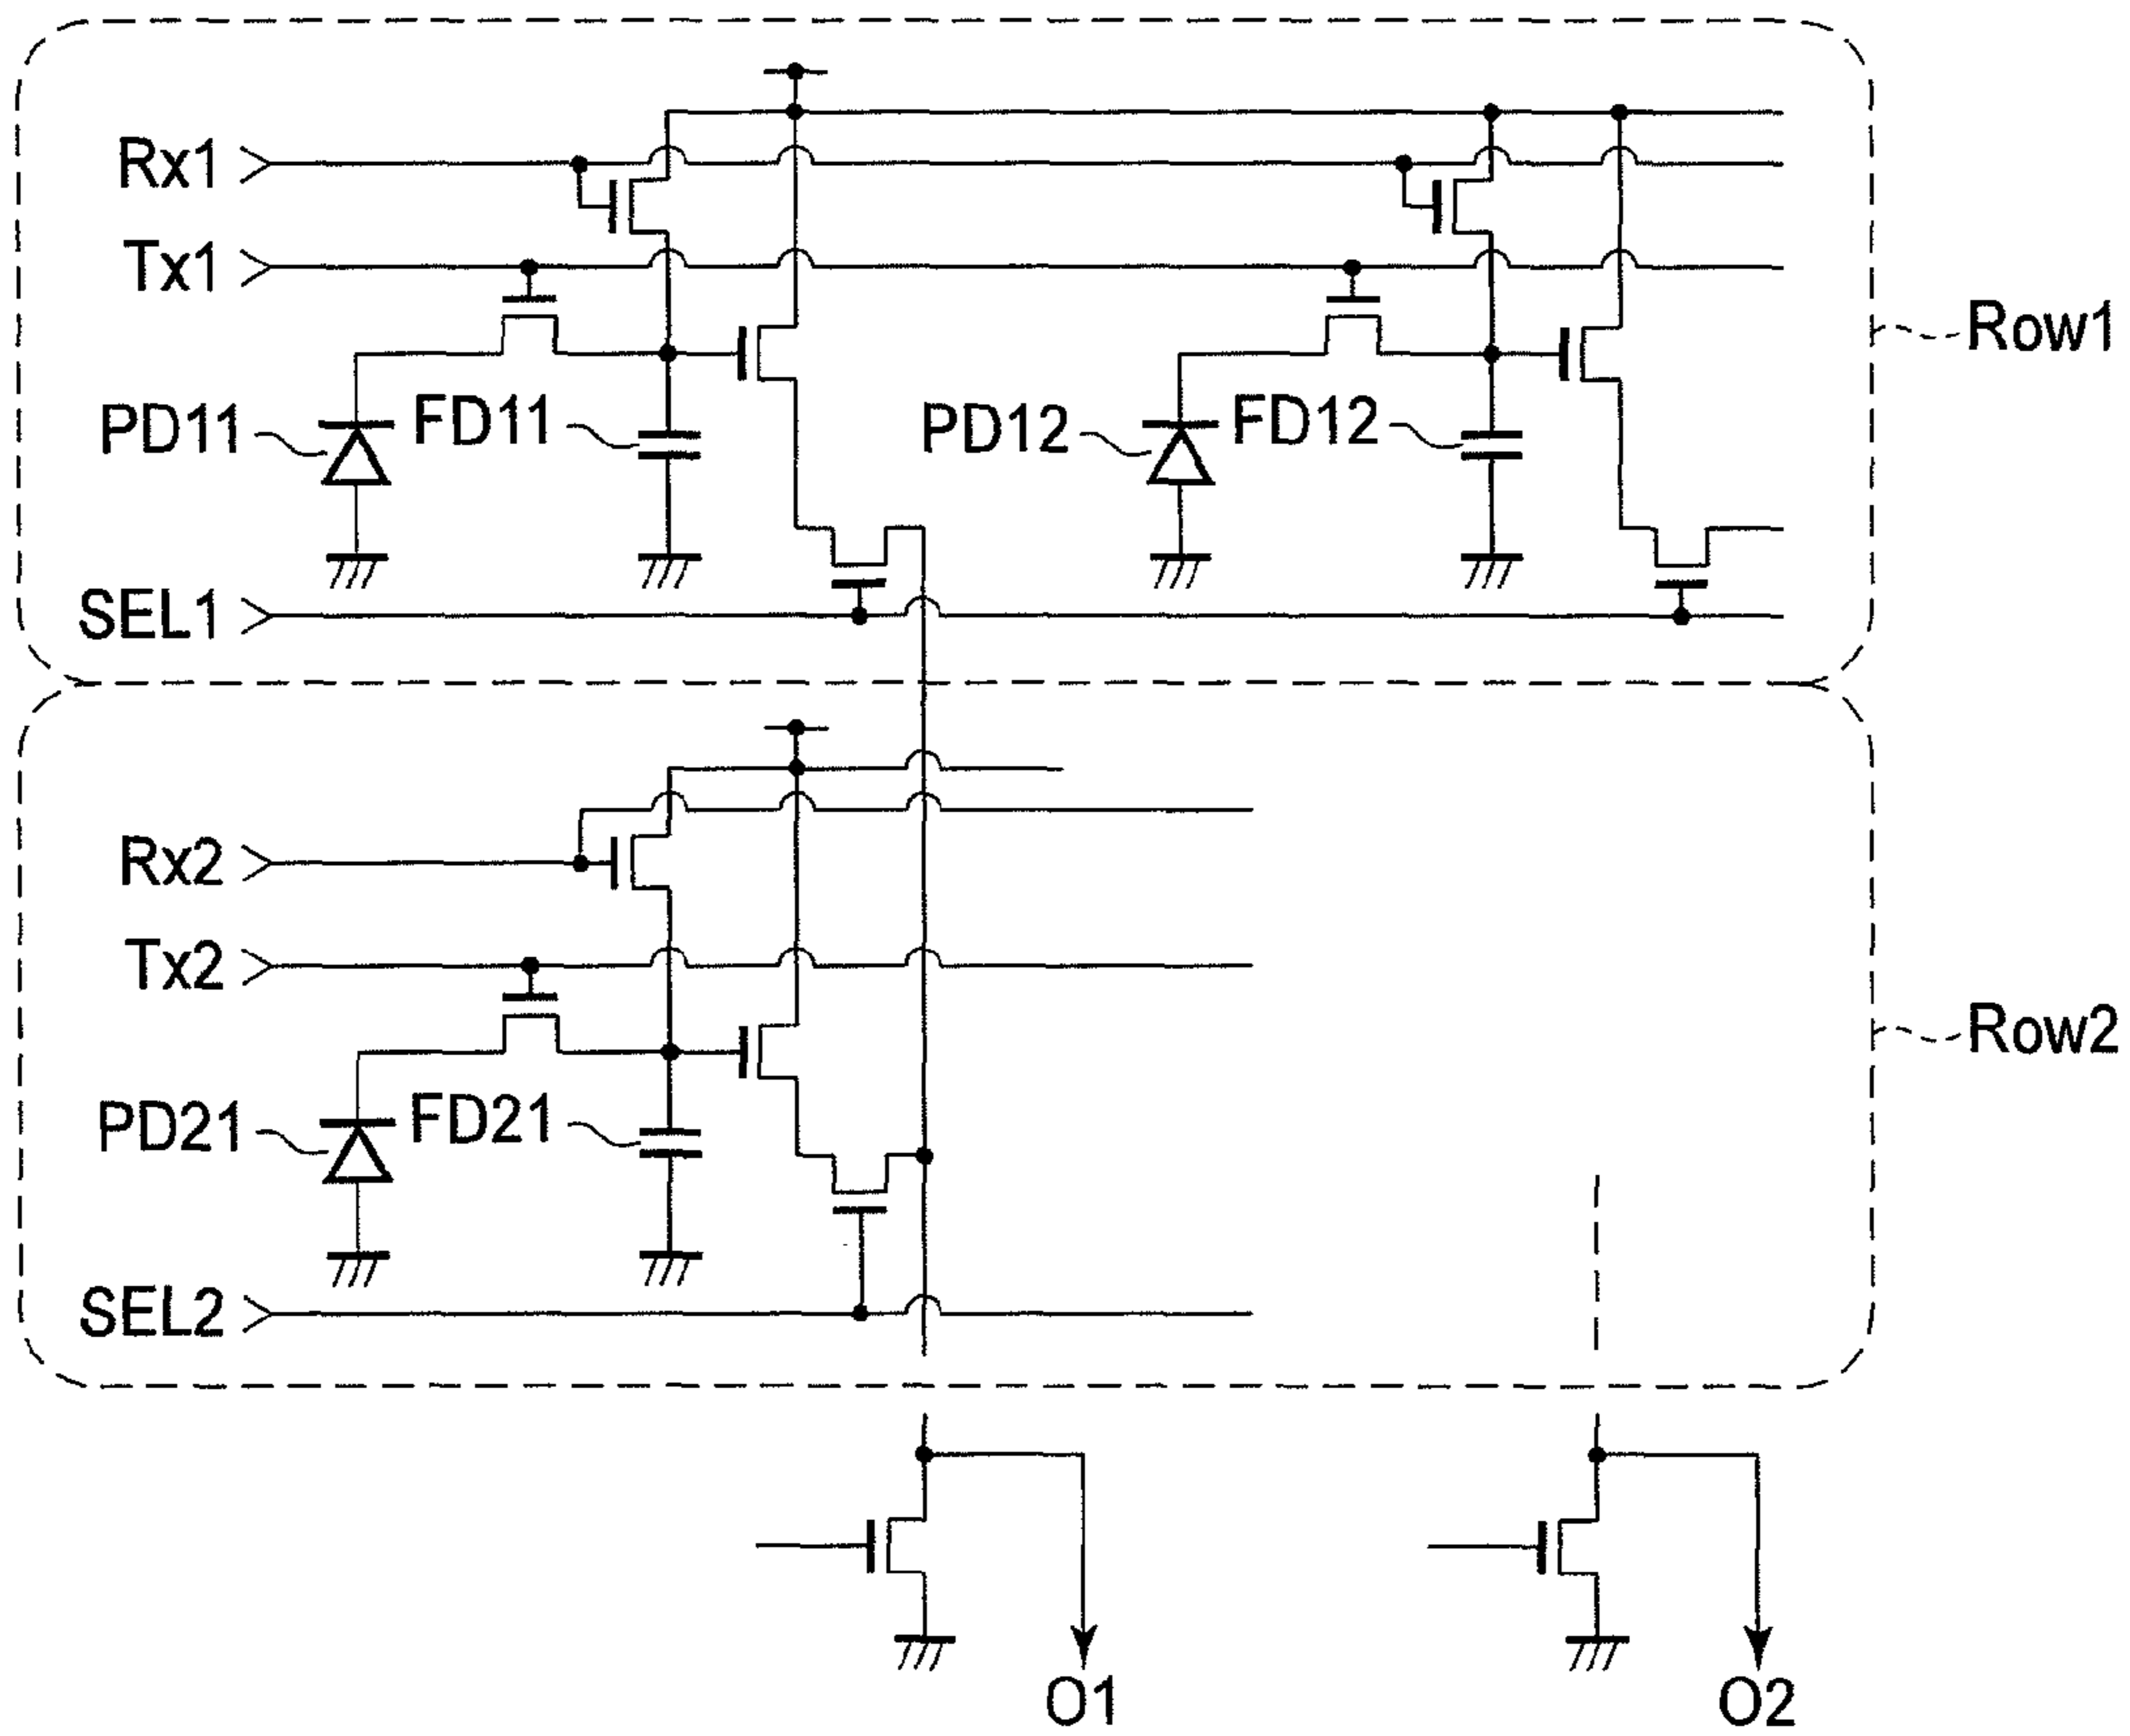 Rx1
Tx1
Row1
PD11
FD11
PD12
FD12
SEL1
Rx2
Tx2
Row2
PD21
FD21
SEL2
O1
O2